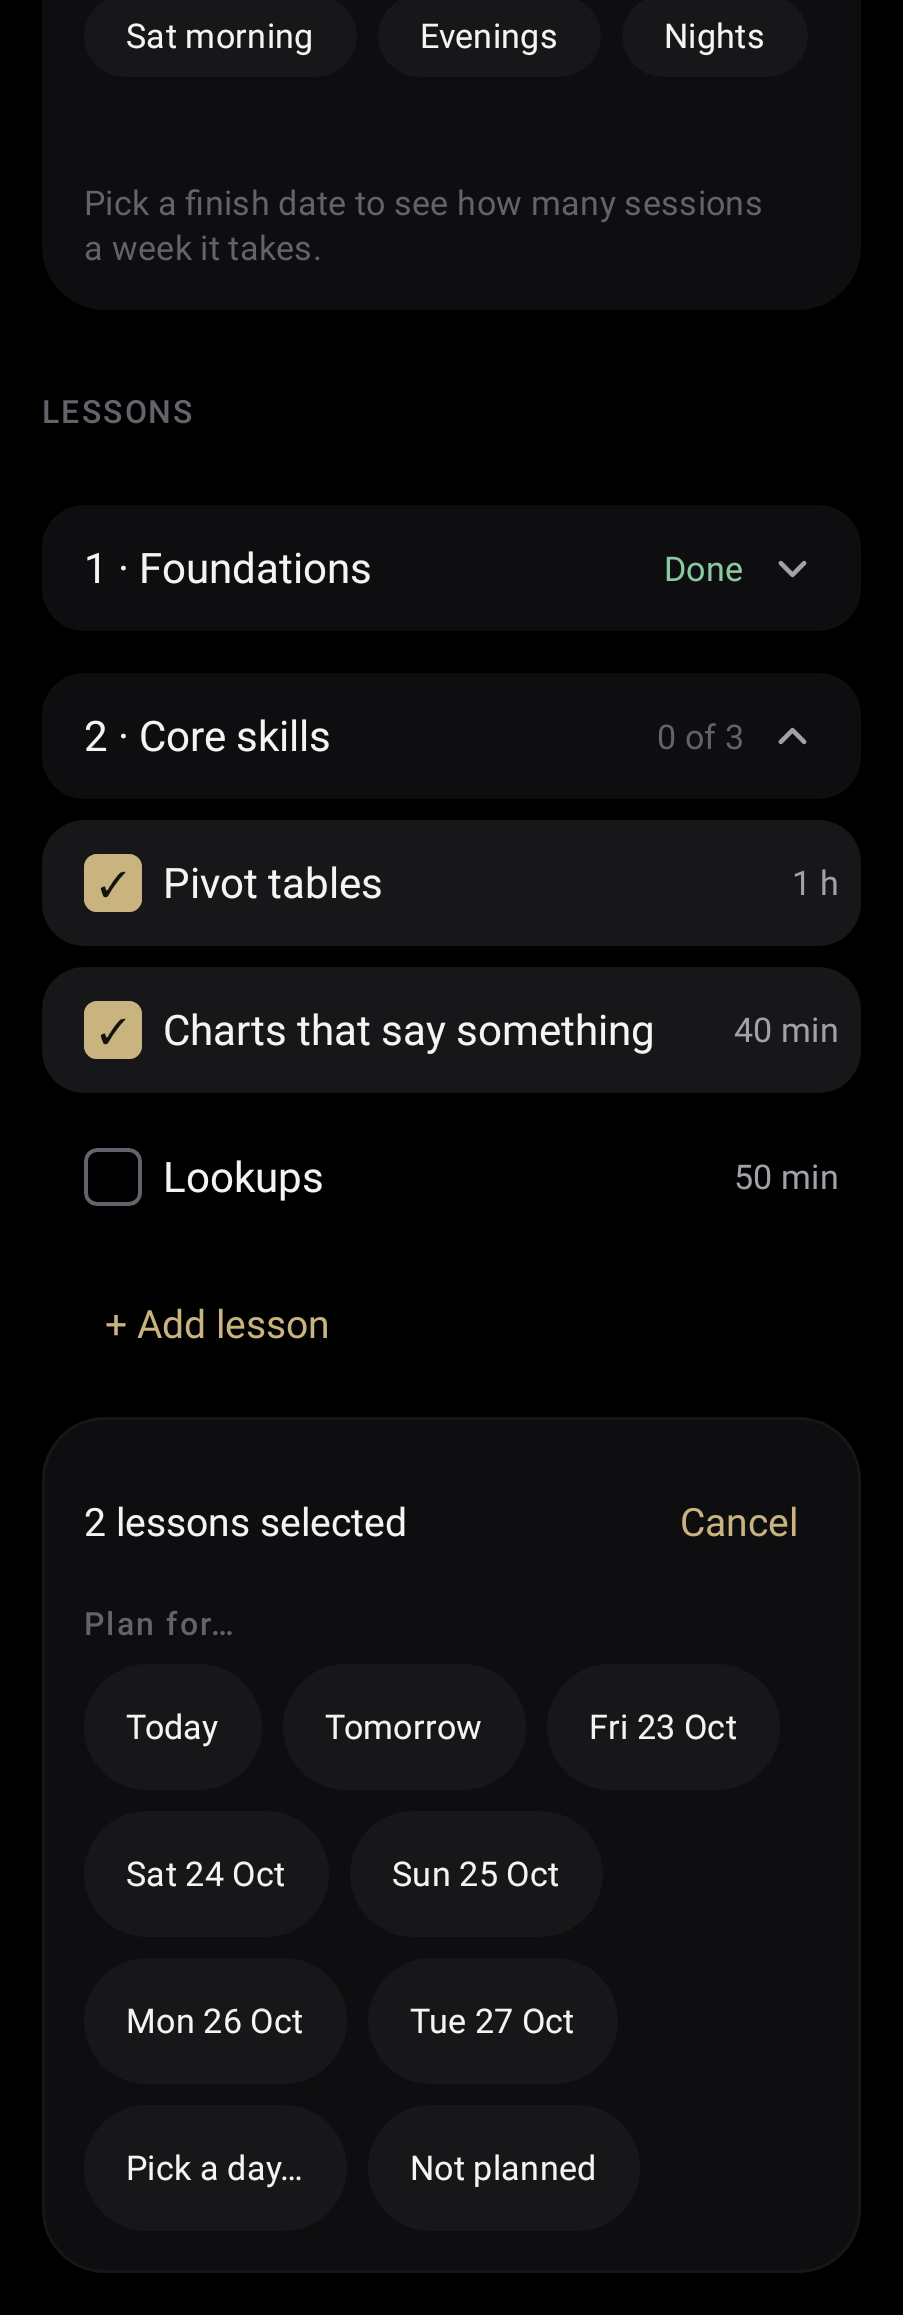 Sat morning Evenings Nights
Pick a finish date to see how many sessions
a week it takes.
LESSONS
1 · Foundations Done
2 · Core skills 0 of 3
✓ Pivot tables 1 h
✓ Charts that say something 40 min
Lookups 50 min
+ Add lesson
2 lessons selected Cancel
Plan for…
Today Tomorrow Fri 23 Oct
Sat 24 Oct Sun 25 Oct
Mon 26 Oct Tue 27 Oct
Pick a day… Not planned